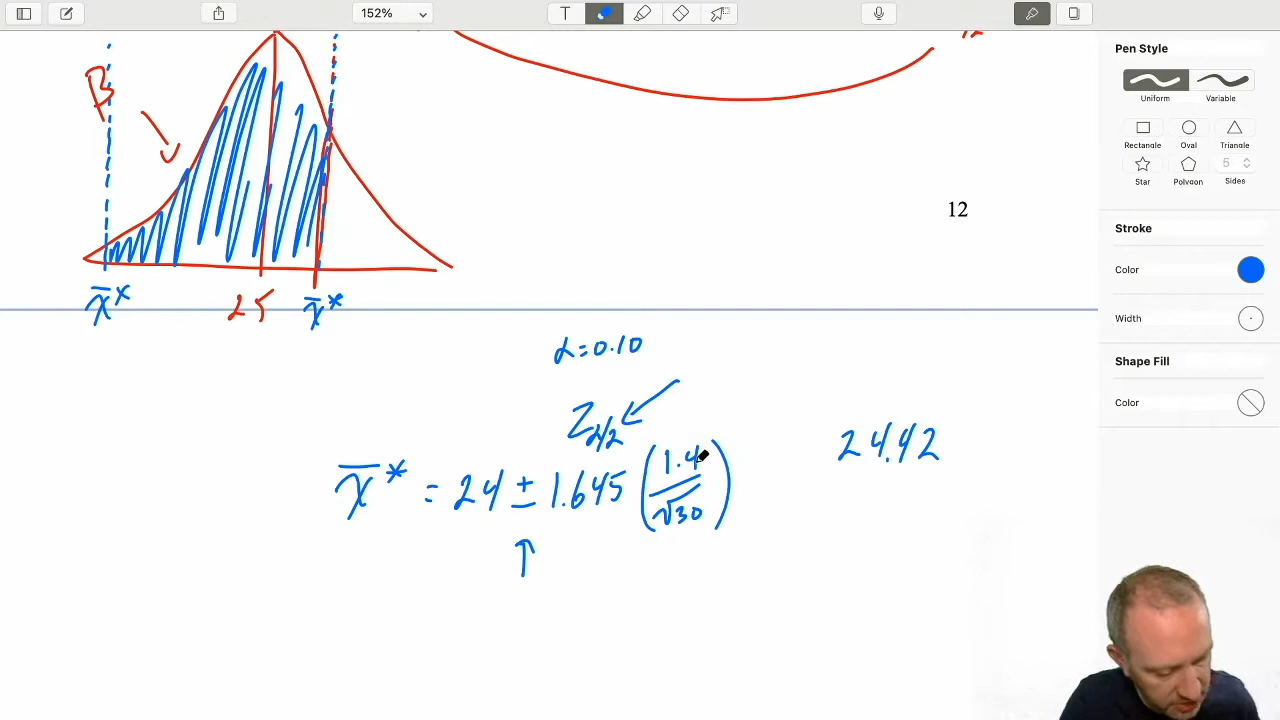 152%
T
Pen Style
Uniform
Variable
Rectangle
Oval
Triangle
Star
Polygon
5
Sides
Stroke
Color
Width
Shape Fill
Color
β
12
x̄*
25
x̄*
α=0.10
Zα/2
x̄* = 24 ± 1.645 (1.4/√30)
24.42